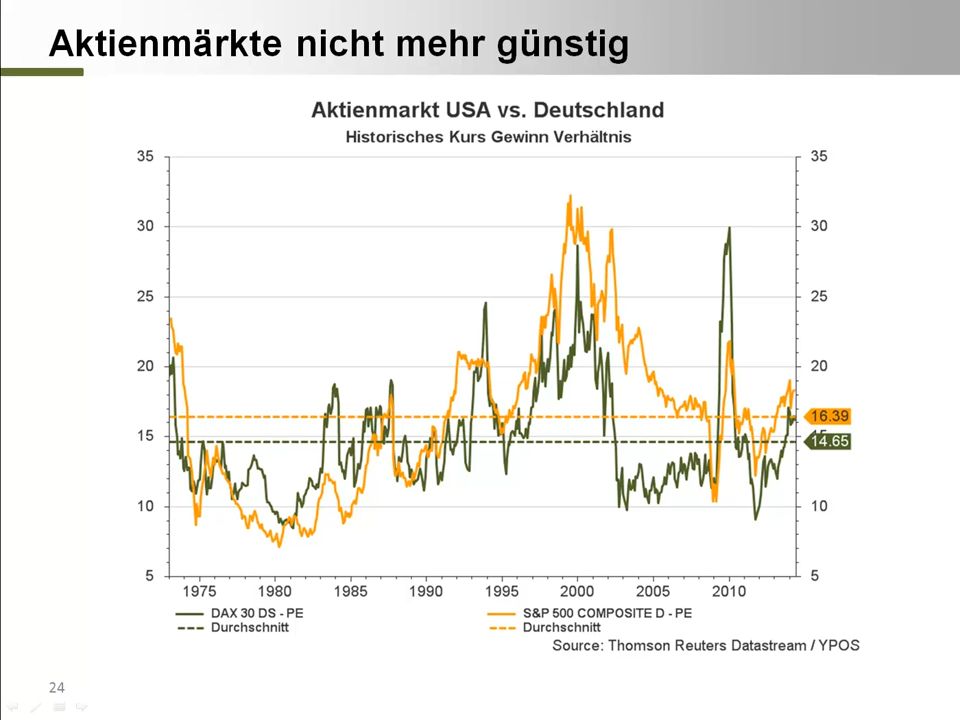 Aktienmärkte nicht mehr günstig
Aktienmarkt USA vs. Deutschland
Historisches Kurs Gewinn Verhältnis
35 35
30 30
25 25
20 20
16.39
15 15
14.65
10 10
5 5
1975 1980 1985 1990 1995 2000 2005 2010
DAX 30 DS - PE S&P 500 COMPOSITE D - PE
Durchschnitt Durchschnitt
Source: Thomson Reuters Datastream / YPOS
24